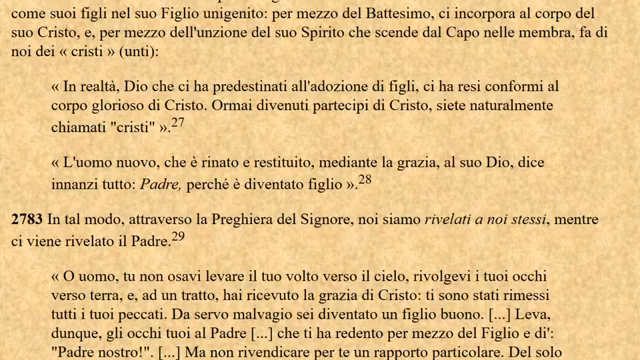 come suoi figli nel suo Figlio unigenito: per mezzo del Battesimo, ci incorpora al corpo del
suo Cristo, e, per mezzo dell'unzione del suo Spirito che scende dal Capo nelle membra, fa di
noi dei « cristi » (unti):
« In realtà, Dio che ci ha predestinati all'adozione di figli, ci ha resi conformi al
corpo glorioso di Cristo. Ormai divenuti partecipi di Cristo, siete naturalmente
chiamati "cristi" ».27
« L'uomo nuovo, che è rinato e restituito, mediante la grazia, al suo Dio, dice
innanzi tutto: Padre, perché è diventato figlio ».28
2783 In tal modo, attraverso la Preghiera del Signore, noi siamo rivelati a noi stessi, mentre
ci viene rivelato il Padre.29
« O uomo, tu non osavi levare il tuo volto verso il cielo, rivolgevi i tuoi occhi
verso terra, e, ad un tratto, hai ricevuto la grazia di Cristo: ti sono stati rimessi
tutti i tuoi peccati. Da servo malvagio sei diventato un figlio buono. [...] Leva,
dunque, gli occhi tuoi al Padre [...] che ti ha redento per mezzo del Figlio e di':
"Padre nostro!". [...] Ma non rivendicare per te un rapporto particolare. Del solo